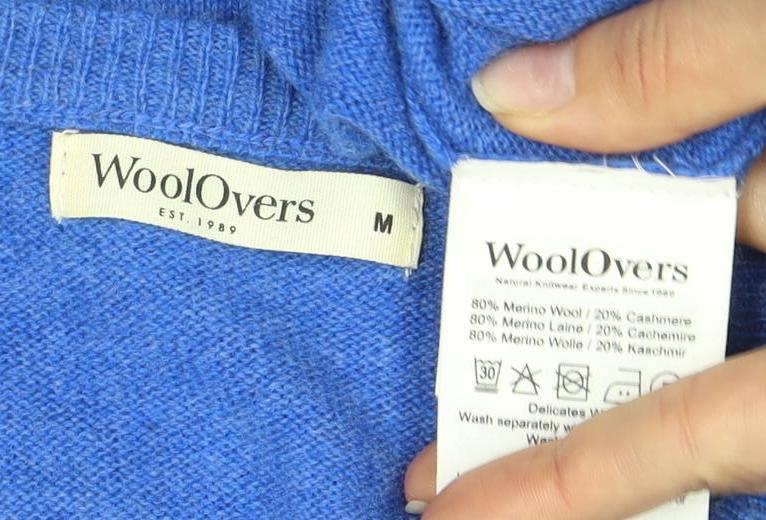 WoolOvers
EST. 1989
M
WoolOvers
Natural Knitwear Experts Since 1989
80% Merino Wool / 20% Cashmere
80% Merino Laine / 20% Cachemire
80% Merino Wolle / 20% Kaschmir
30
Delicates
Wash separately